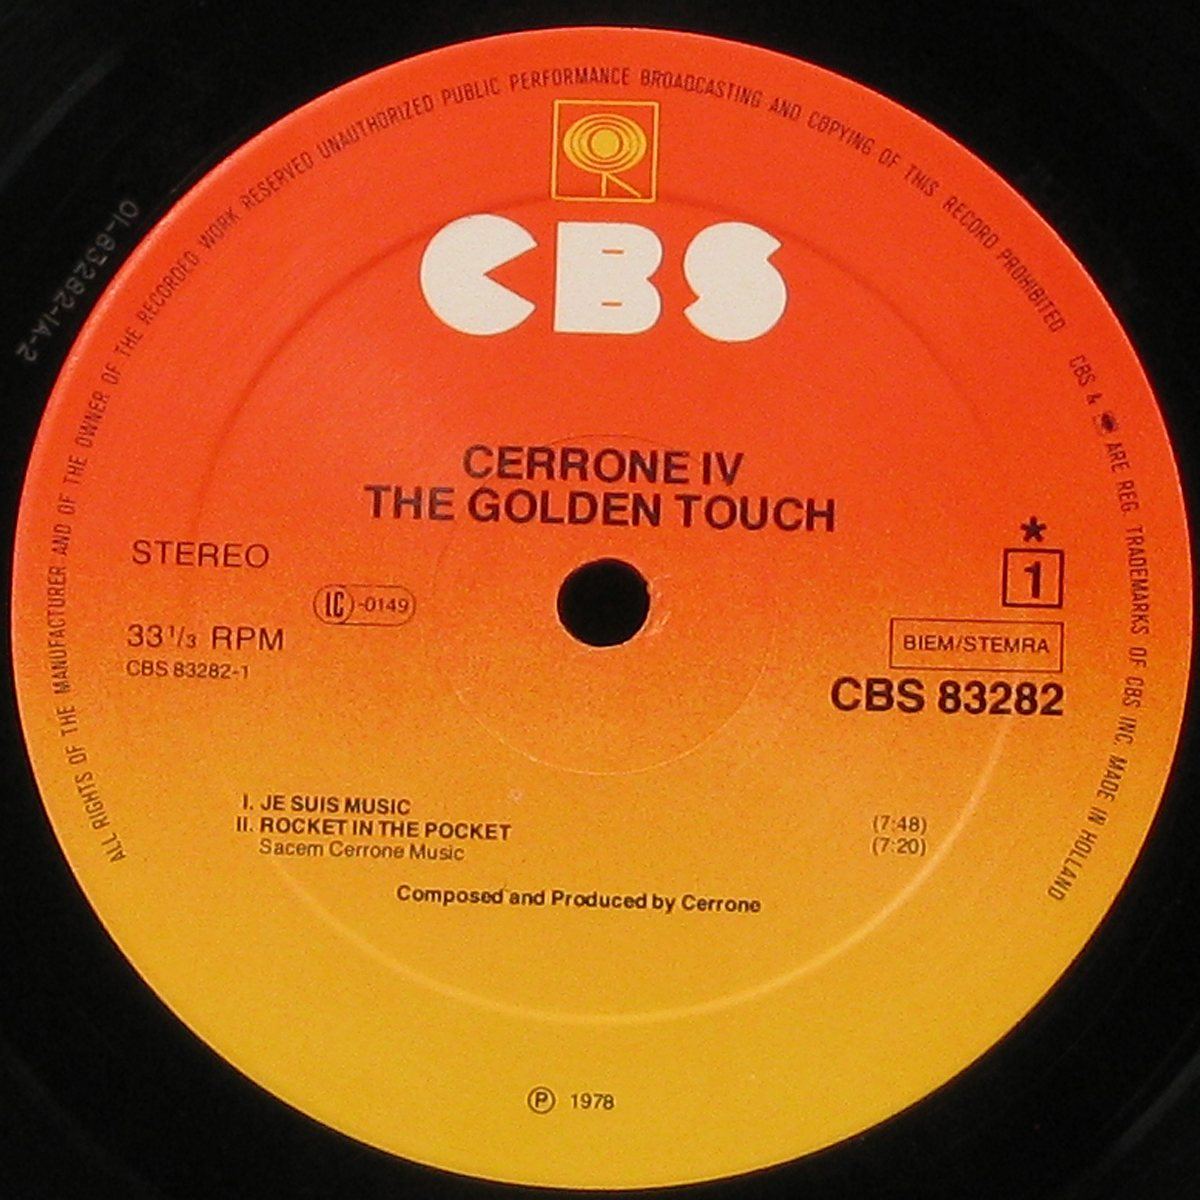 ALL RIGHTS OF THE MANUFACTURER AND OF THE OWNER OF THE RECORDED WORK RESERVED UNAUTHORIZED PUBLIC PERFORMANCE BROADCASTING AND COPYING OF THIS RECORD PROHIBITED CBS & ARE REG. TRADEMARKS OF CBS INC. MADE IN HOLLAND
CBS
CERRONE IV
THE GOLDEN TOUCH
STEREO
LC -0149
33 1/3 RPM
CBS 83282-1
*
1
BIEM/STEMRA
CBS 83282
I. JE SUIS MUSIC (7:48)
II. ROCKET IN THE POCKET (7:20)
Sacem Cerrone Music
Composed and Produced by Cerrone
Ⓟ 1978
01-83282-1A-2